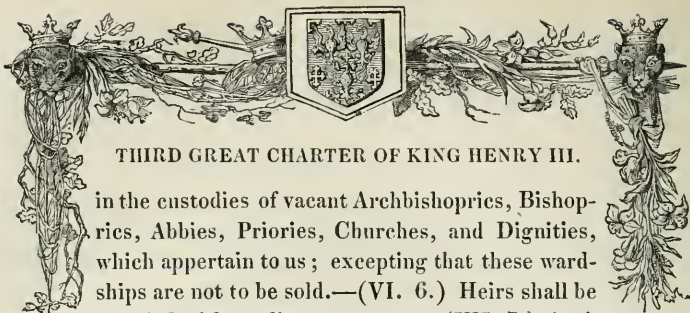 THIRD GREAT CHARTER OF KING HENRY III.
in the custodies of vacant Archbishoprics, Bishop-
rics, Abbies, Priories, Churches, and Dignities,
which appertain to us; excepting that these ward-
ships are not to be sold.—(VI. 6.) Heirs shall be